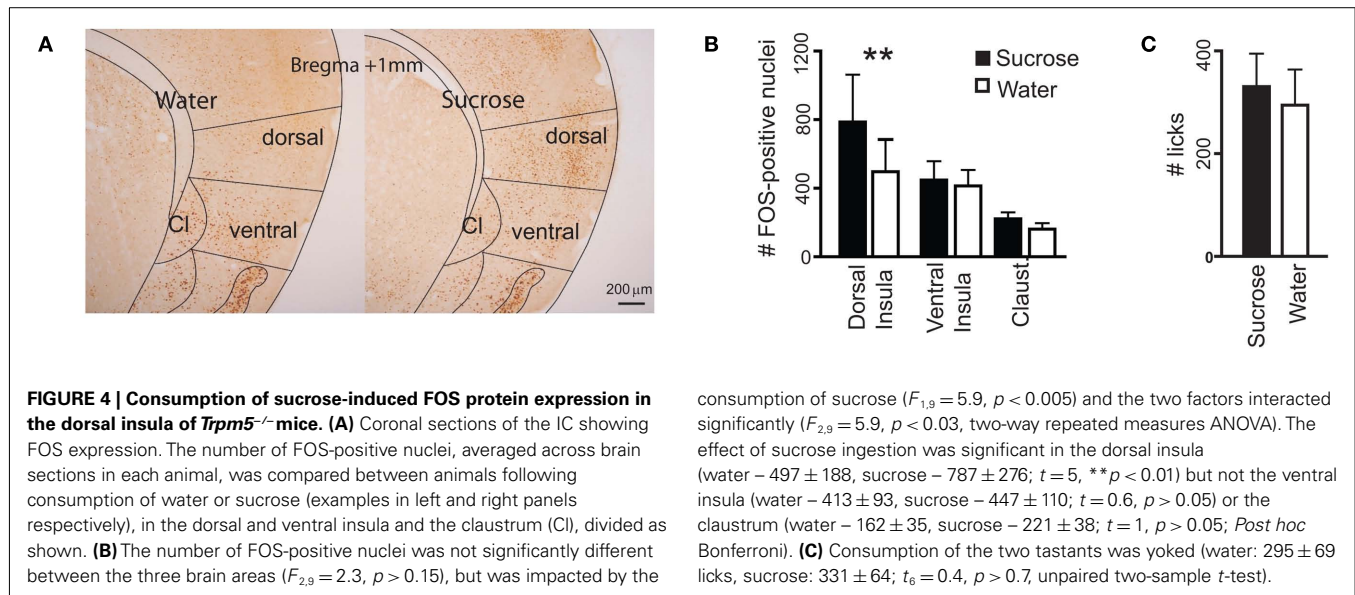 A
Bregma +1mm
Water
Sucrose
dorsal
dorsal
Cl
ventral
Cl
ventral
200 μm
B
# FOS-positive nuclei
1200
800
400
0
**
Sucrose
Water
Dorsal
Insula
Ventral
Insula
Claust.
C
# licks
400
200
0
Sucrose
Water
FIGURE 4 | Consumption of sucrose-induced FOS protein expression in
the dorsal insula of Trpm5−/− mice. (A) Coronal sections of the IC showing
FOS expression. The number of FOS-positive nuclei, averaged across brain
sections in each animal, was compared between animals following
consumption of water or sucrose (examples in left and right panels
respectively), in the dorsal and ventral insula and the claustrum (Cl), divided as
shown. (B) The number of FOS-positive nuclei was not significantly different
between the three brain areas (F2,9 = 2.3, p > 0.15), but was impacted by the
consumption of sucrose (F1,9 = 5.9, p < 0.005) and the two factors interacted
significantly (F2,9 = 5.9, p < 0.03, two-way repeated measures ANOVA). The
effect of sucrose ingestion was significant in the dorsal insula
(water – 497 ± 188, sucrose – 787 ± 276; t = 5, **p < 0.01) but not the ventral
insula (water – 413 ± 93, sucrose – 447 ± 110; t = 0.6, p > 0.05) or the
claustrum (water – 162 ± 35, sucrose – 221 ± 38; t = 1, p > 0.05; Post hoc
Bonferroni). (C) Consumption of the two tastants was yoked (water: 295 ± 69
licks, sucrose: 331 ± 64; t6 = 0.4, p > 0.7, unpaired two-sample t-test).